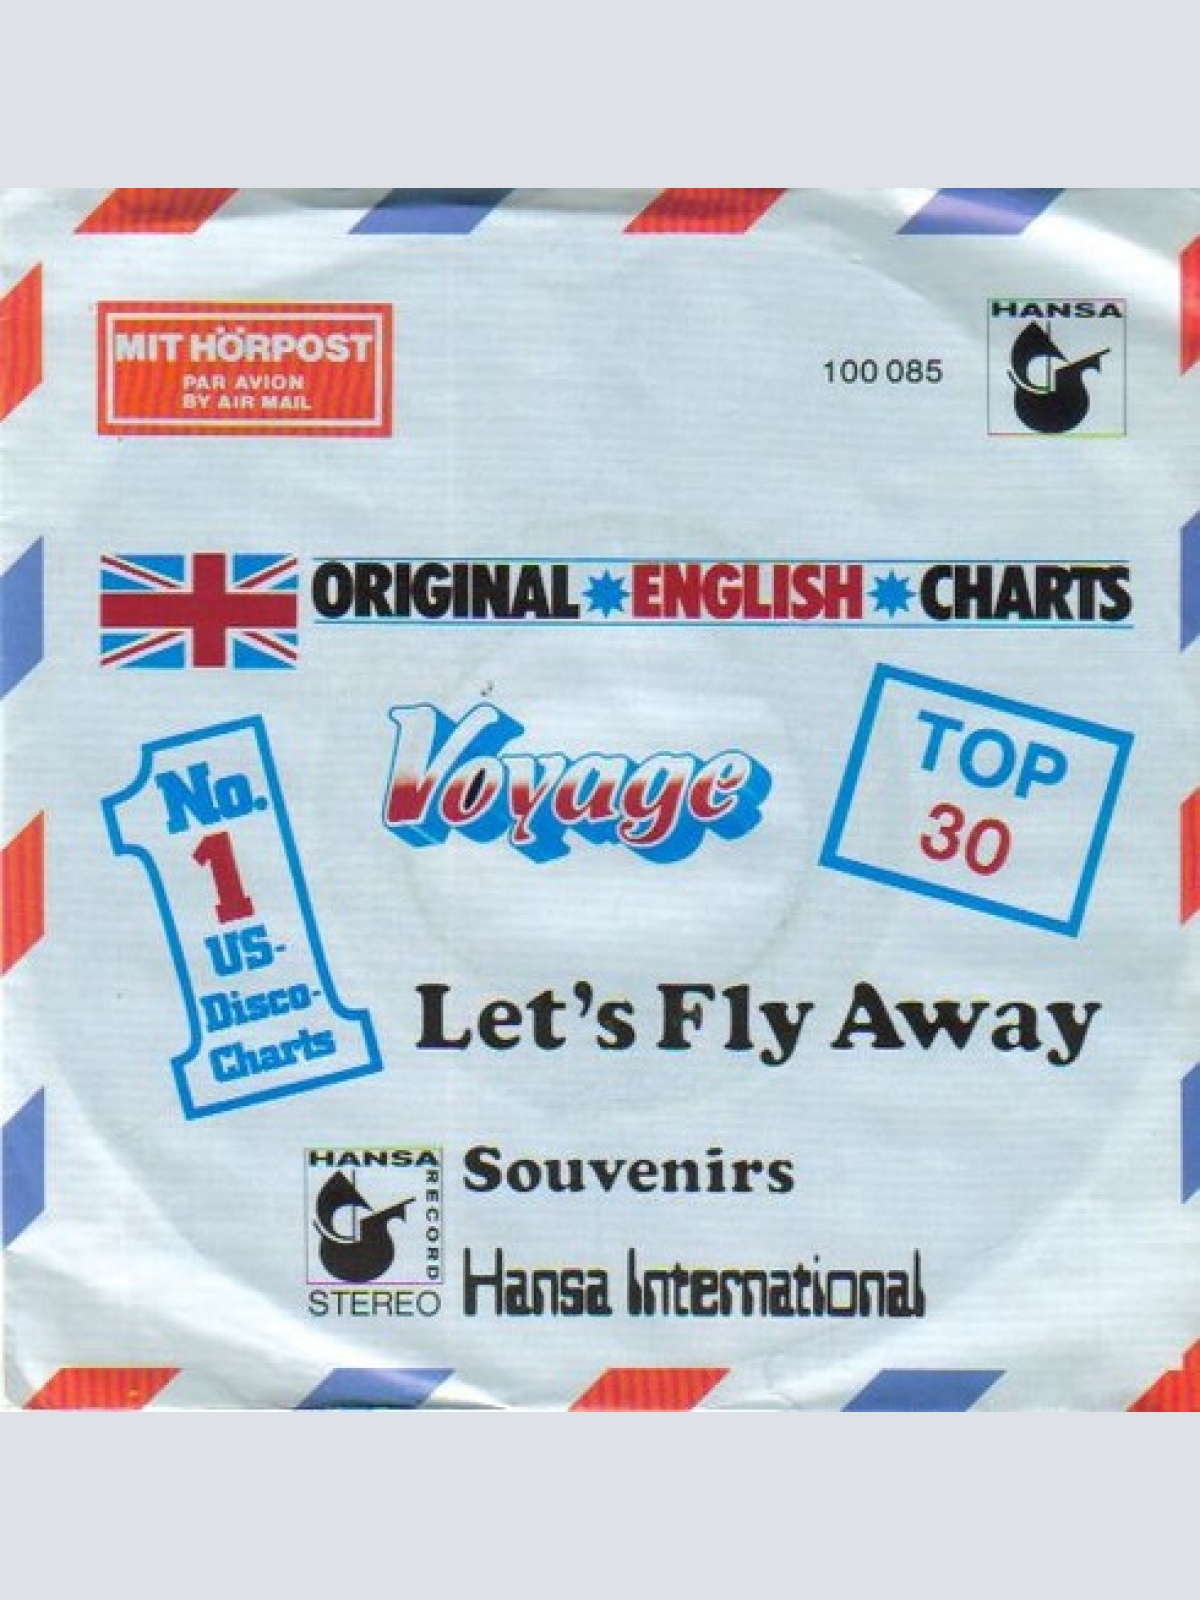 MIT HÖRPOST
PAR AVION
BY AIR MAIL
100 085
HANSA
ORIGINAL ENGLISH CHARTS
Voyage
TOP
30
No.
1
US-
Disco-
Charts
Let's Fly Away
HANSA
RECORD
STEREO
Souvenirs
Hansa International